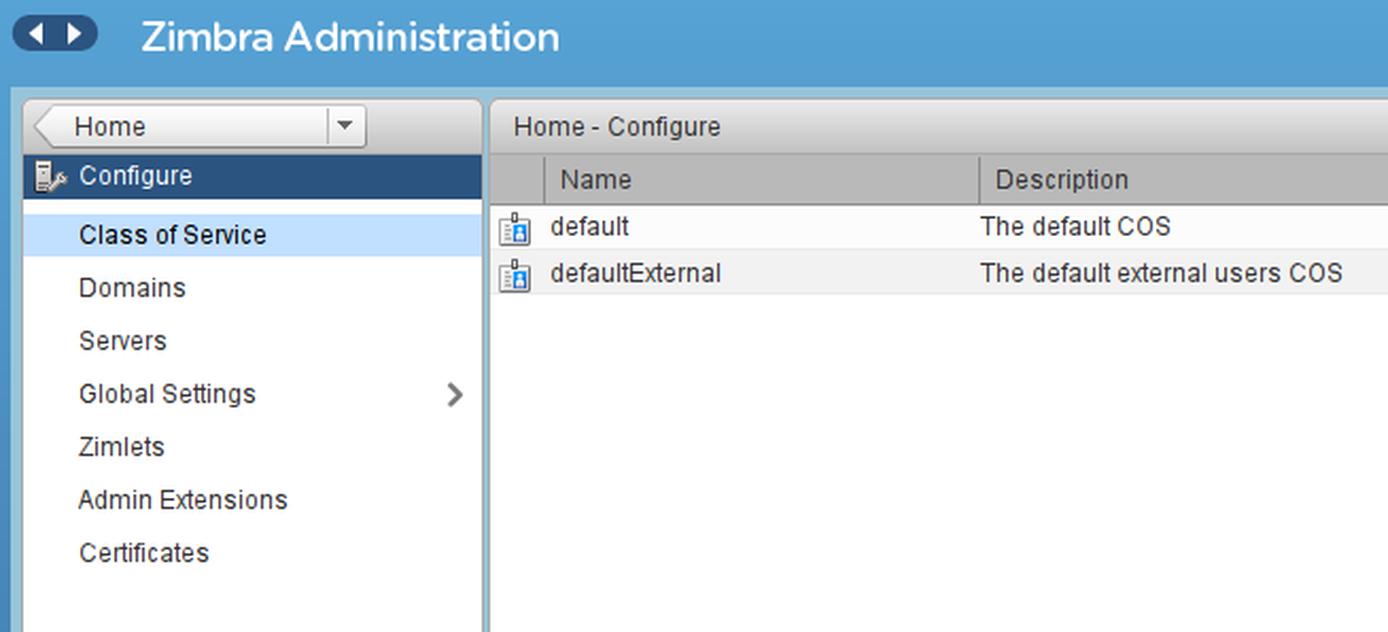 Zimbra Administration
Home
Home - Configure
Configure
Name Description
Class of Service
Domains
Servers
Global Settings
Zimlets
Admin Extensions
Certificates
default The default COS
defaultExternal The default external users COS